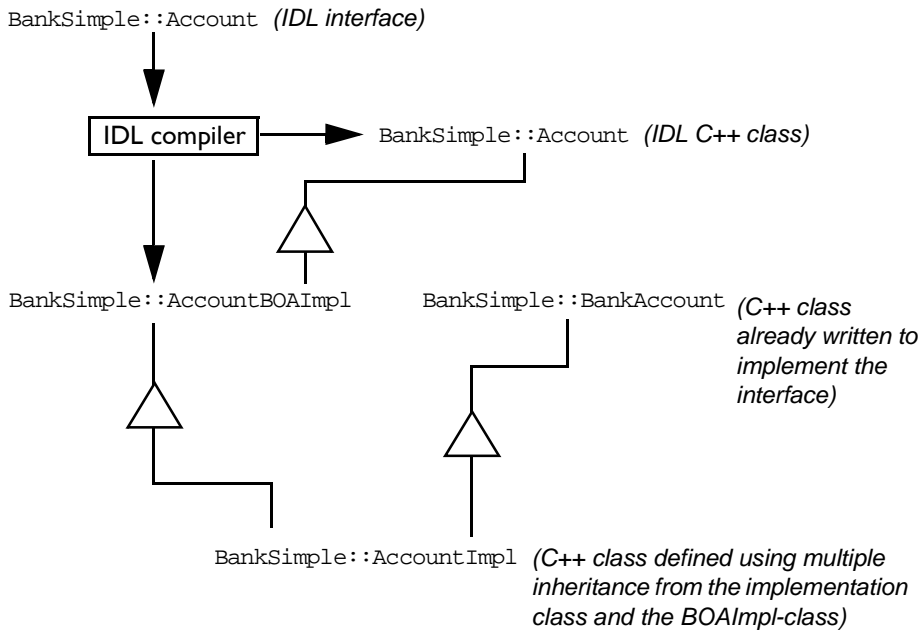 BankSimple::Account (IDL interface)
IDL compiler
BankSimple::Account (IDL C++ class)
BankSimple::AccountBOAImpl
BankSimple::BankAccount (C++ class
already written to
implement the
interface)
BankSimple::AccountImpl (C++ class defined using multiple
inheritance from the implementation
class and the BOAImpl-class)